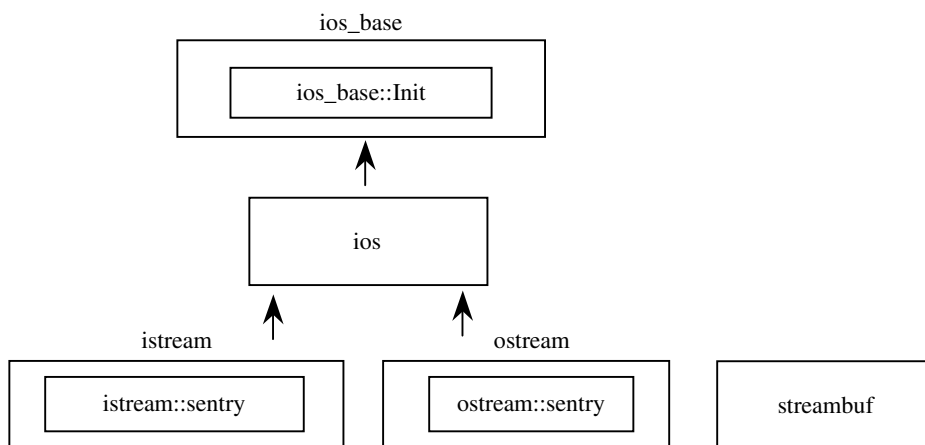 ios_base
ios_base::Init
ios
istream
ostream
istream::sentry
ostream::sentry
streambuf